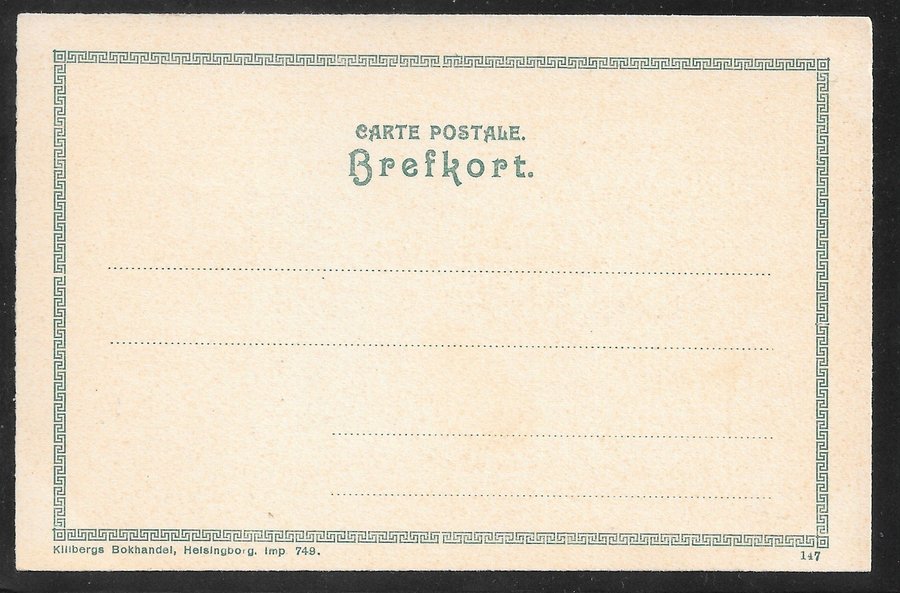 CARTE POSTALE.
Brefkort.
Killbergs Bokhandel, Helsingborg. Imp 749.
147